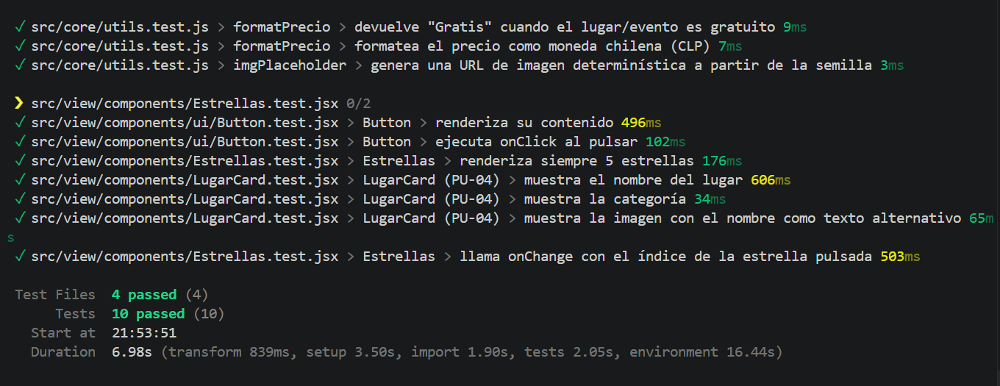 ✓ src/core/utils.test.js > formatPrecio > devuelve "Gratis" cuando el lugar/evento es gratuito 9ms
✓ src/core/utils.test.js > formatPrecio > formatea el precio como moneda chilena (CLP) 7ms
✓ src/core/utils.test.js > imgPlaceholder > genera una URL de imagen determinística a partir de la semilla 3ms
❯ src/view/components/Estrellas.test.jsx 0/2
✓ src/view/components/ui/Button.test.jsx > Button > renderiza su contenido 496ms
✓ src/view/components/ui/Button.test.jsx > Button > ejecuta onClick al pulsar 102ms
✓ src/view/components/Estrellas.test.jsx > Estrellas > renderiza siempre 5 estrellas 176ms
✓ src/view/components/LugarCard.test.jsx > LugarCard (PU-04) > muestra el nombre del lugar 606ms
✓ src/view/components/LugarCard.test.jsx > LugarCard (PU-04) > muestra la categoría 34ms
✓ src/view/components/LugarCard.test.jsx > LugarCard (PU-04) > muestra la imagen con el nombre como texto alternativo 65m
s
✓ src/view/components/Estrellas.test.jsx > Estrellas > llama onChange con el índice de la estrella pulsada 503ms
Test Files 4 passed (4)
Tests 10 passed (10)
Start at 21:53:51
Duration 6.98s (transform 839ms, setup 3.50s, import 1.90s, tests 2.05s, environment 16.44s)